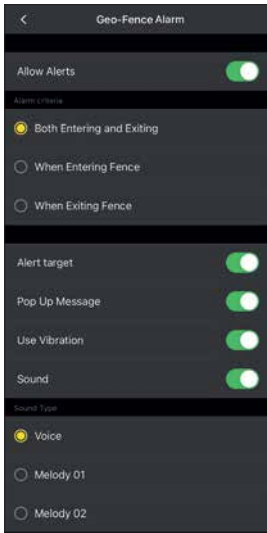 Geo-Fence Alarm
Allow Alerts
Alarm criteria
Both Entering and Exiting
When Entering Fence
When Exiting Fence
Alert target
Pop Up Message
Use Vibration
Sound
Sound Type
Voice
Melody 01
Melody 02